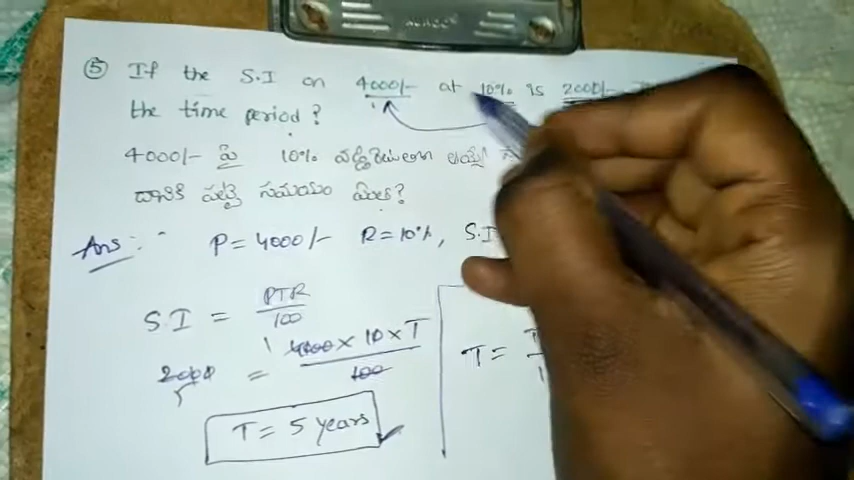 ⑤ If the S.I on 4000/- at 10% is 2000/-
the time period?
4000/- పై 10% వడ్డీరేటుతో
దానికి పట్టే సమయం ఎంత?
Ans: P = 4000/- R = 10%, S.I
SI = PTR/100
2000 = 4000 × 10 × T / 100
T = 5 years
T =